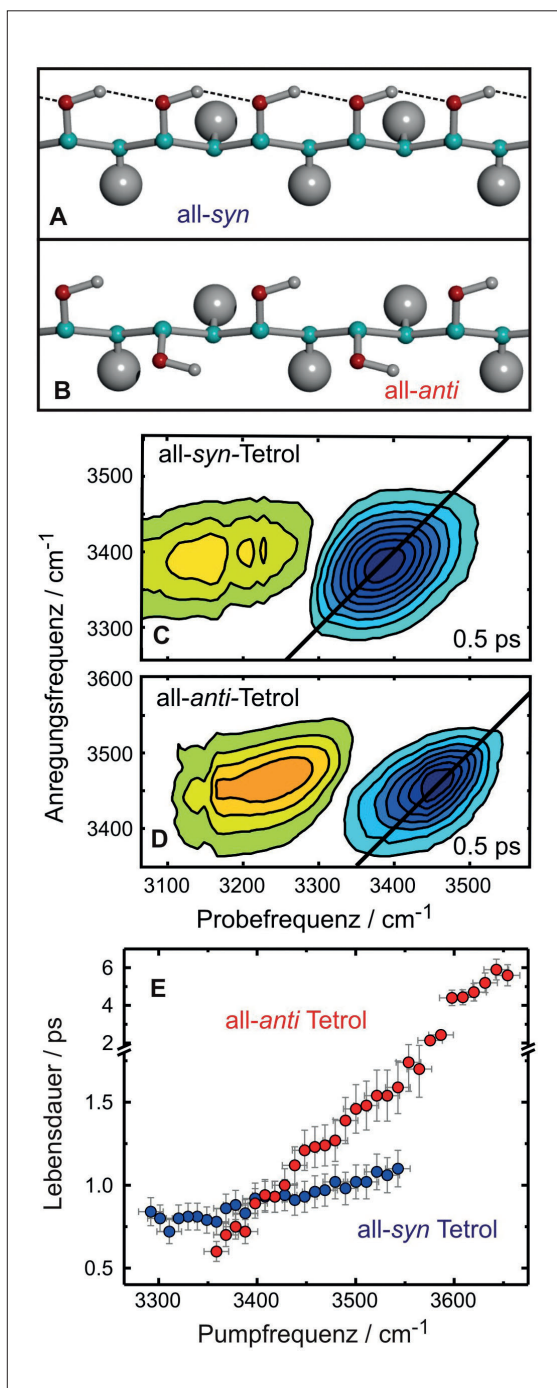 A
all-syn
B
all-anti
all-syn-Tetrol
3500
3400
3300
C
0.5 ps
3600
all-anti-Tetrol
3500
3400
D
0.5 ps
Anregungsfrequenz / cm-1
3100 3200 3300 3400 3500
Probefrequenz / cm-1
E
6
4
2
1.5
1.0
0.5
all-anti Tetrol
all-syn Tetrol
Lebensdauer / ps
3300 3400 3500 3600
Pumpfrequenz / cm-1